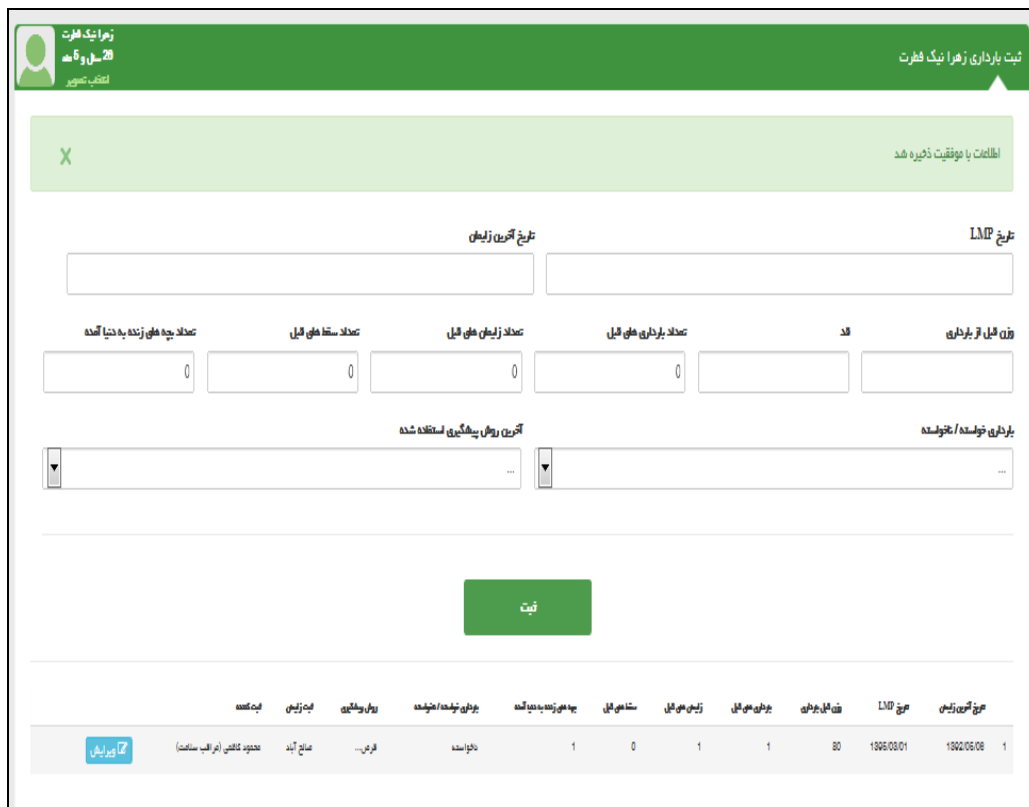 ثبت بارداری زهرا نیک فطرت
زهرا نیک فطرت
29 سال و 5 ماه
انتخاب تصویر
اطلاعات با موفقیت ذخیره شد
X
تاریخ LMP
تاریخ آخرین زایمان
وزن قبل از بارداری
قد
تعداد بارداری های قبل
تعداد زایمان های قبل
تعداد سقط های قبل
تعداد بچه های زنده به دنیا آمده
0 0 0 0
بارداری خواسته / ناخواسته
آخرین روش پیشگیری استفاده شده
... ...
ثبت
تاریخ آخرین زایمان تاریخ LMP وزن قبل بارداری بارداری های قبل زایمان های قبل سقط های قبل بچه های زنده به دنیا آمده بارداری خواسته / ناخواسته روش پیشگیری ثبت زایمان ثبت کننده
1 1392/06/08 1395/03/01 80 1 1 0 1 ناخواسته قرص... صالح آباد محمود کاظمی (مراقب سلامت) ویرایش